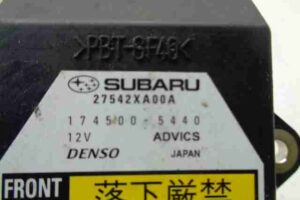 >PBT-GF43<
SUBARU
27542XA00A
174500-5440
12V ADVICS
DENSO JAPAN
FRONT 落下厳禁